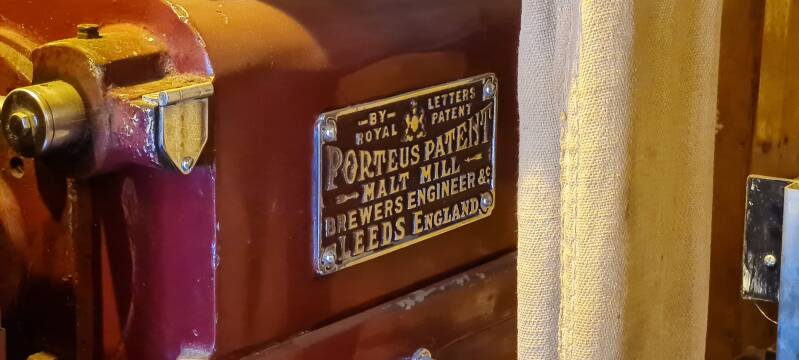 BY ROYAL LETTERS PATENT
PORTEUS PATENT
MALT MILL
BREWERS ENGINEER &C
LEEDS ENGLAND